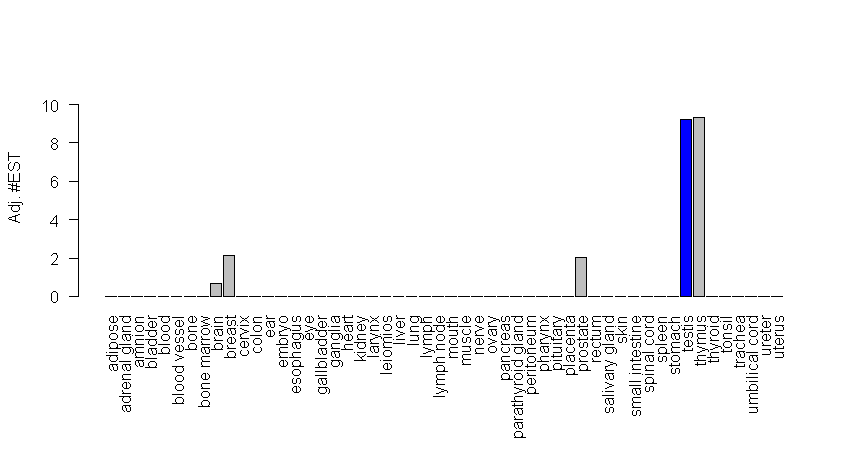 Adj. #EST
10
8
6
4
2
0
adipose
adrenal gland
amnion
bladder
blood
blood vessel
bone
bone marrow
brain
breast
cervix
colon
ear
embryo
esophagus
eye
gallbladder
ganglia
heart
kidney
larynx
leiomios
liver
lung
lymph
lymph node
mouth
muscle
nerve
ovary
pancreas
parathyroid gland
peritoneum
pharynx
pituitary
placenta
prostate
rectum
salivary gland
skin
small intestine
spinal cord
spleen
stomach
testis
thymus
thyroid
tonsil
trachea
umbilical cord
ureter
uterus